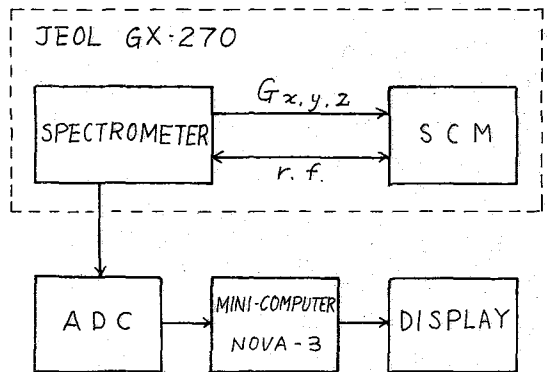 JEOL GX-270
SPECTROMETER
Gx,y,z
r.f.
SCM
ADC
MINI-COMPUTER
NOVA-3
DISPLAY